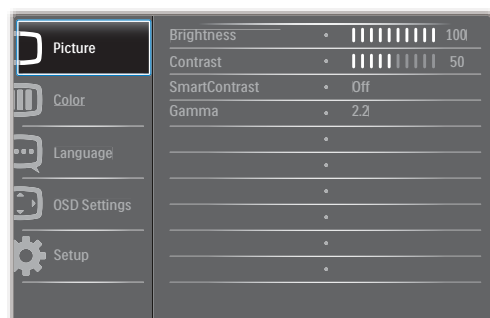 Picture
Color
Language
OSD Settings
Setup
Brightness 100
Contrast 50
SmartContrast Off
Gamma 2.2